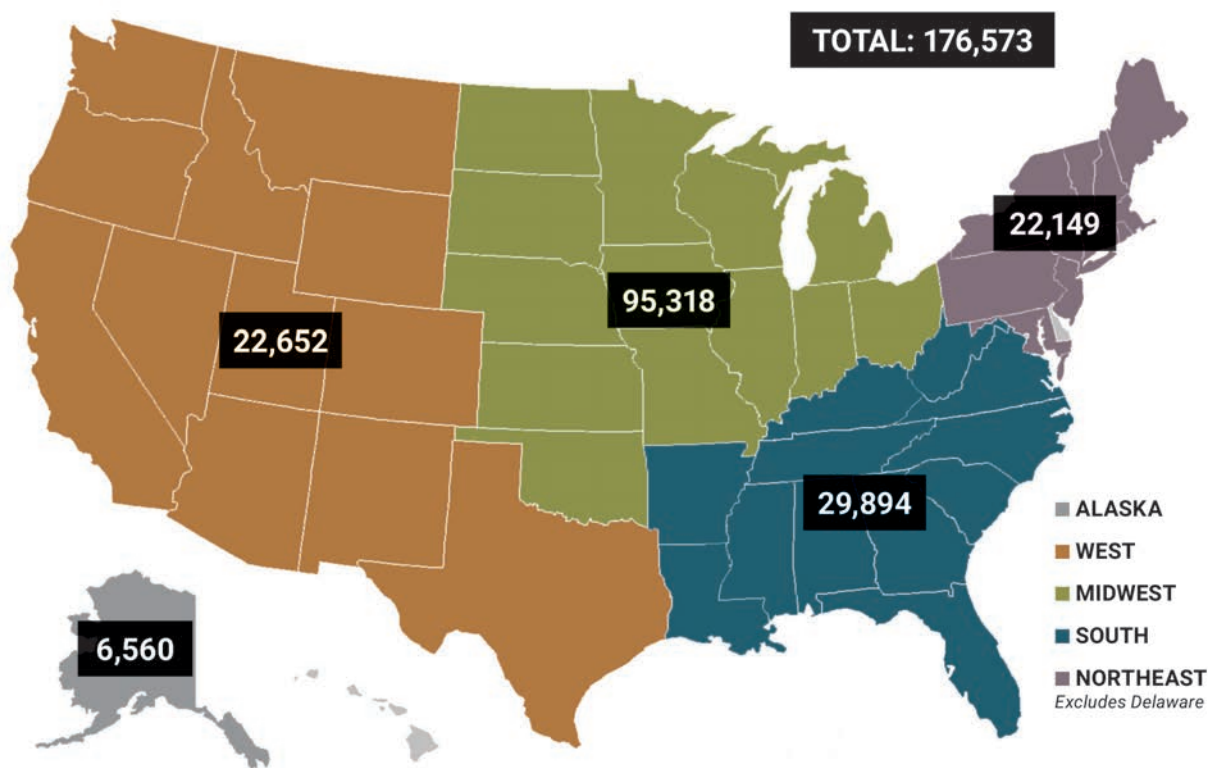 TOTAL: 176,573
22,149
95,318
22,652
29,894
6,560
ALASKA
WEST
MIDWEST
SOUTH
NORTHEAST
Excludes Delaware